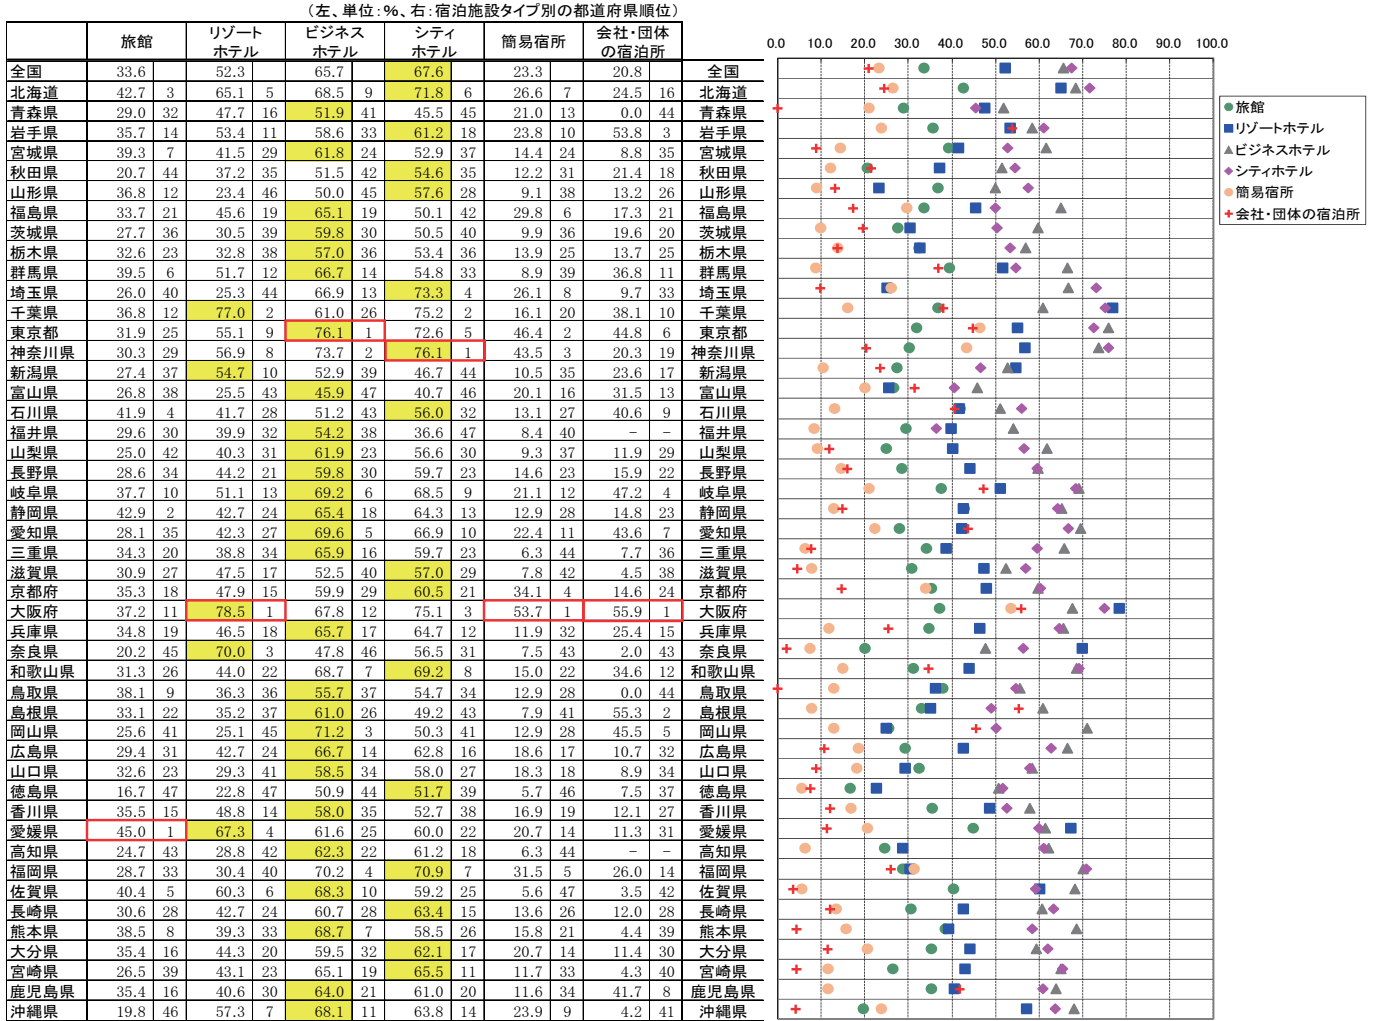 （左、単位：％、右：宿泊施設タイプ別の都道府県順位）
旅館 リゾートホテル ビジネスホテル シティホテル 簡易宿所 会社・団体の宿泊所
0.0 10.0 20.0 30.0 40.0 50.0 60.0 70.0 80.0 90.0 100.0
全国 33.6 52.3 65.7 67.6 23.3 20.8 全国
北海道 42.7 3 65.1 5 68.5 9 71.8 6 26.6 7 24.5 16 北海道
青森県 29.0 32 47.7 16 51.9 41 45.5 45 21.0 13 0.0 44 青森県
岩手県 35.7 14 53.4 11 58.6 33 61.2 18 23.8 10 53.8 3 岩手県
宮城県 39.3 7 41.5 29 61.8 24 52.9 37 14.4 24 8.8 35 宮城県
秋田県 20.7 44 37.2 35 51.5 42 54.6 35 12.2 31 21.4 18 秋田県
山形県 36.8 12 23.4 46 50.0 45 57.6 28 9.1 38 13.2 26 山形県
福島県 33.7 21 45.6 19 65.1 19 50.1 42 29.8 6 17.3 21 福島県
茨城県 27.7 36 30.5 39 59.8 30 50.5 40 9.9 36 19.6 20 茨城県
栃木県 32.6 23 32.8 38 57.0 36 53.4 36 13.9 25 13.7 25 栃木県
群馬県 39.5 6 51.7 12 66.7 14 54.8 33 8.9 39 36.8 11 群馬県
埼玉県 26.0 40 25.3 44 66.9 13 73.3 4 26.1 8 9.7 33 埼玉県
千葉県 36.8 12 77.0 2 61.0 26 75.2 2 16.1 20 38.1 10 千葉県
東京都 31.9 25 55.1 9 76.1 1 72.6 5 46.4 2 44.8 6 東京都
神奈川県 30.3 29 56.9 8 73.7 2 76.1 1 43.5 3 20.3 19 神奈川県
新潟県 27.4 37 54.7 10 52.9 39 46.7 44 10.5 35 23.6 17 新潟県
富山県 26.8 38 25.5 43 45.9 47 40.7 46 20.1 16 31.5 13 富山県
石川県 41.9 4 41.7 28 51.2 43 56.0 32 13.1 27 40.6 9 石川県
福井県 29.6 30 39.9 32 54.2 38 36.6 47 8.4 40 － － 福井県
山梨県 25.0 42 40.3 31 61.9 23 56.6 30 9.3 37 11.9 29 山梨県
長野県 28.6 34 44.2 21 59.8 30 59.7 23 14.6 23 15.9 22 長野県
岐阜県 37.7 10 51.1 13 69.2 6 68.5 9 21.1 12 47.2 4 岐阜県
静岡県 42.9 2 42.7 24 65.4 18 64.3 13 12.9 28 14.8 23 静岡県
愛知県 28.1 35 42.3 27 69.6 5 66.9 10 22.4 11 43.6 7 愛知県
三重県 34.3 20 38.8 34 65.9 16 59.7 23 6.3 44 7.7 36 三重県
滋賀県 30.9 27 47.5 17 52.5 40 57.0 29 7.8 42 4.5 38 滋賀県
京都府 35.3 18 47.9 15 59.9 29 60.5 21 34.1 4 14.6 24 京都府
大阪府 37.2 11 78.5 1 67.8 12 75.1 3 53.7 1 55.9 1 大阪府
兵庫県 34.8 19 46.5 18 65.7 17 64.7 12 11.9 32 25.4 15 兵庫県
奈良県 20.2 45 70.0 3 47.8 46 56.5 31 7.5 43 2.0 43 奈良県
和歌山県 31.3 26 44.0 22 68.7 7 69.2 8 15.0 22 34.6 12 和歌山県
鳥取県 38.1 9 36.3 36 55.7 37 54.7 34 12.9 28 0.0 44 鳥取県
島根県 33.1 22 35.2 37 61.0 26 49.2 43 7.9 41 55.3 2 島根県
岡山県 25.6 41 25.1 45 71.2 3 50.3 41 12.9 28 45.5 5 岡山県
広島県 29.4 31 42.7 24 66.7 14 62.8 16 18.6 17 10.7 32 広島県
山口県 32.6 23 29.3 41 58.5 34 58.0 27 18.3 18 8.9 34 山口県
徳島県 16.7 47 22.8 47 50.9 44 51.7 39 5.7 46 7.5 37 徳島県
香川県 35.5 15 48.8 14 58.0 35 52.7 38 16.9 19 12.1 27 香川県
愛媛県 45.0 1 67.3 4 61.6 25 60.0 22 20.7 14 11.3 31 愛媛県
高知県 24.7 43 28.8 42 62.3 22 61.2 18 6.3 44 － － 高知県
福岡県 28.7 33 30.4 40 70.2 4 70.9 7 31.5 5 26.0 14 福岡県
佐賀県 40.4 5 60.3 6 68.3 10 59.2 25 5.6 47 3.5 42 佐賀県
長崎県 30.6 28 42.7 24 60.7 28 63.4 15 13.6 26 12.0 28 長崎県
熊本県 38.5 8 39.3 33 68.7 7 58.5 26 15.8 21 4.4 39 熊本県
大分県 35.4 16 44.3 20 59.5 32 62.1 17 20.7 14 11.4 30 大分県
宮崎県 26.5 39 43.1 23 65.1 19 65.5 11 11.7 33 4.3 40 宮崎県
鹿児島県 35.4 16 40.6 30 64.0 21 61.0 20 11.6 34 41.7 8 鹿児島県
沖縄県 19.8 46 57.3 7 68.1 11 63.8 14 23.9 9 4.2 41 沖縄県
旅館
リゾートホテル
ビジネスホテル
シティホテル
簡易宿所
会社・団体の宿泊所